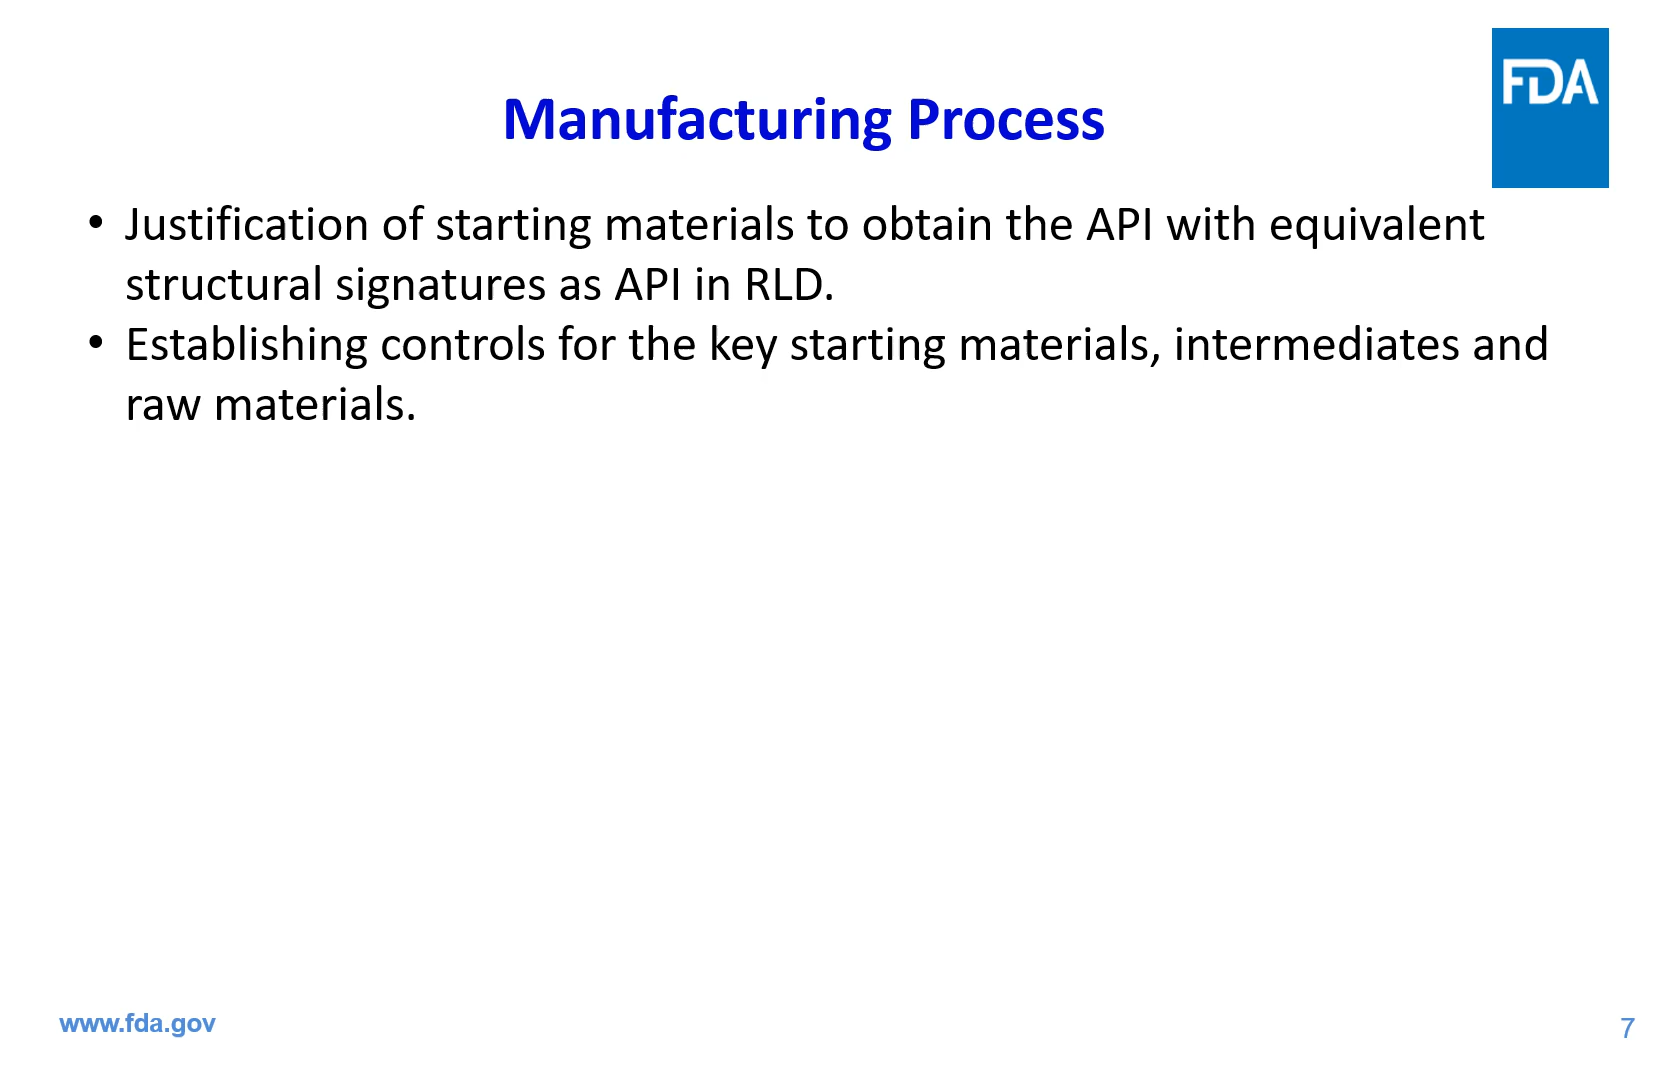 FDA
Manufacturing Process
• Justification of starting materials to obtain the API with equivalent
structural signatures as API in RLD.
• Establishing controls for the key starting materials, intermediates and
raw materials.
www.fda.gov
7